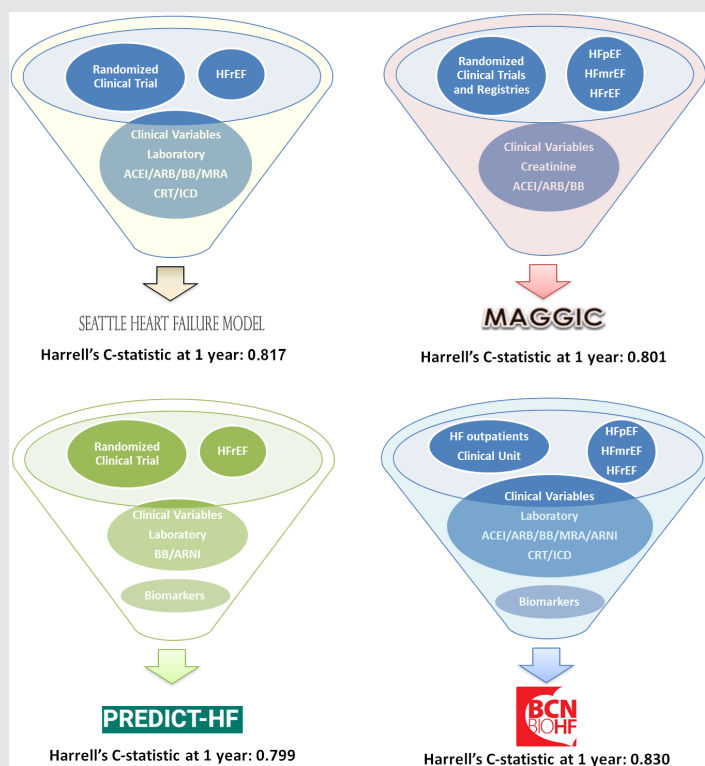 Randomized
Clinical Trial
HFrEF
Clinical Variables
Laboratory
ACEI/ARB/BB/MRA
CRT/ICD
SEATTLE HEART FAILURE MODEL
Harrell's C-statistic at 1 year: 0.817
Randomized
Clinical Trials
and Registries
HFpEF
HFmrEF
HFrEF
Clinical Variables
Creatinine
ACEI/ARB/BB
MAGGIC
Harrell's C-statistic at 1 year: 0.801
Randomized
Clinical Trial
HFrEF
Clinical Variables
Laboratory
BB/ARNI
Biomarkers
PREDICT-HF
Harrell's C-statistic at 1 year: 0.799
HF outpatients
Clinical Unit
HFpEF
HFmrEF
HFrEF
Clinical Variables
Laboratory
ACEI/ARB/BB/MRA/ARNI
CRT/ICD
Biomarkers
BCN
BIOHF
Harrell's C-statistic at 1 year: 0.830